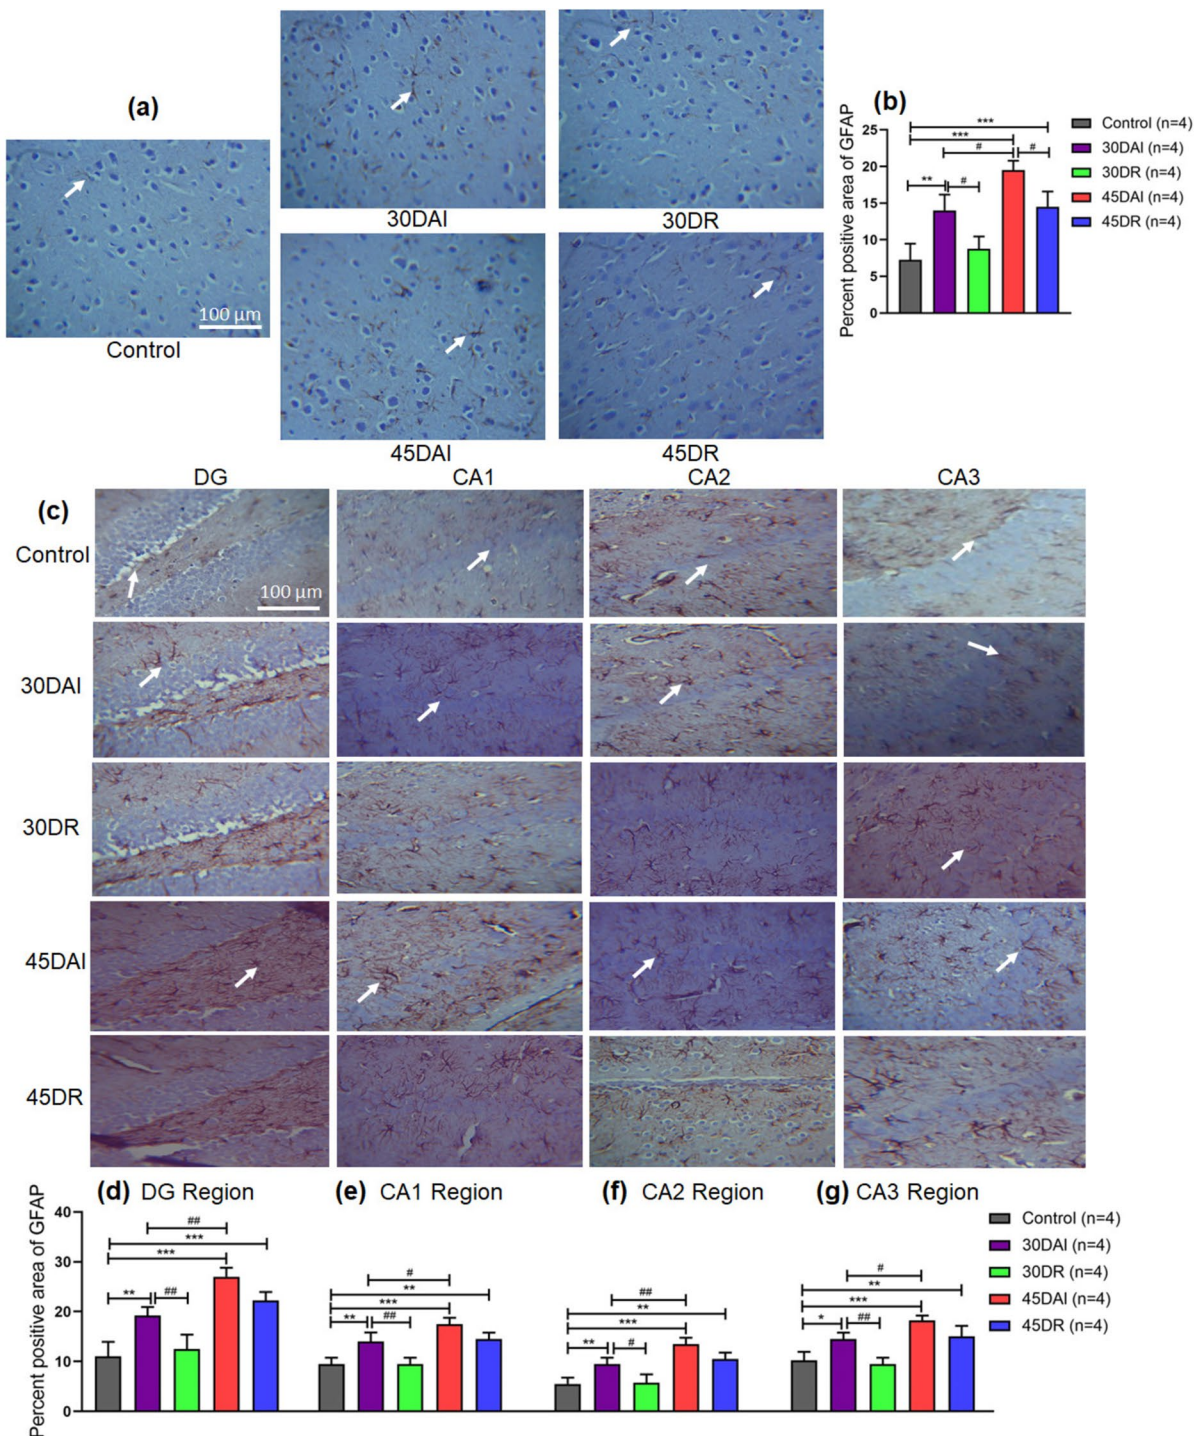 (a)
100 µm
Control
30DAI
30DR
45DAI
45DR
(b)
Percent positive area of GFAP
25
20
15
10
5
0
***
***
#
#
**
#
Control (n=4)
30DAI (n=4)
30DR (n=4)
45DAI (n=4)
45DR (n=4)
DG
CA1
CA2
CA3
(c)
Control
100 µm
30DAI
30DR
45DAI
45DR
(d) DG Region
(e) CA1 Region
(f) CA2 Region
(g) CA3 Region
Percent positive area of GFAP
40
30
20
10
0
##
***
***
**
##
#
**
***
**
##
##
**
***
**
#
#
**
***
*
##
Control (n=4)
30DAI (n=4)
30DR (n=4)
45DAI (n=4)
45DR (n=4)